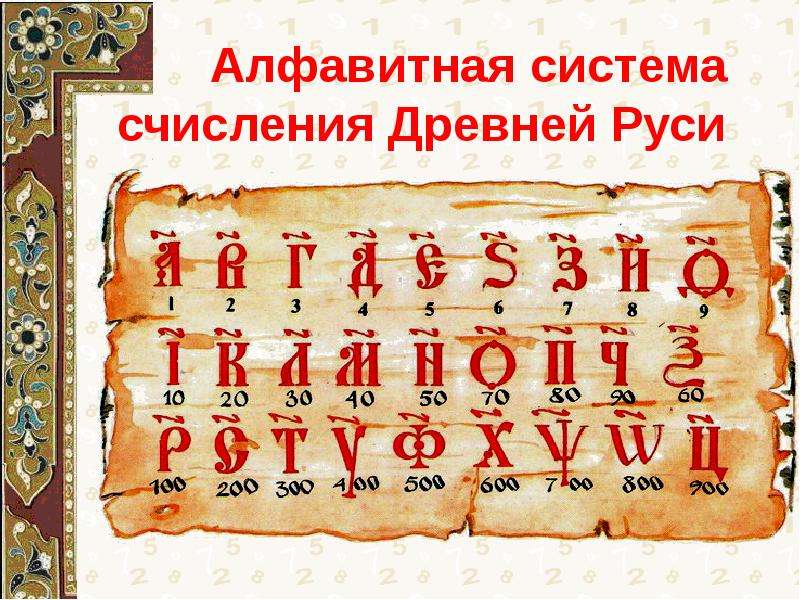 Алфавитная система
счисления Древней Руси
А҃ В҃ Г҃ Д҃ Є҃ Ѕ҃ З҃ И҃ Ѳ҃
1 2 3 4 5 6 7 8 9
І҃ К҃ Л҃ М҃ Н҃ О҃ П҃ Ч҃ Ѯ҃
10 20 30 40 50 70 80 90 60
Р҃ С҃ Т҃ У҃ Ф҃ Х҃ Ѱ҃ Ѡ҃ Ц҃
100 200 300 400 500 600 700 800 900